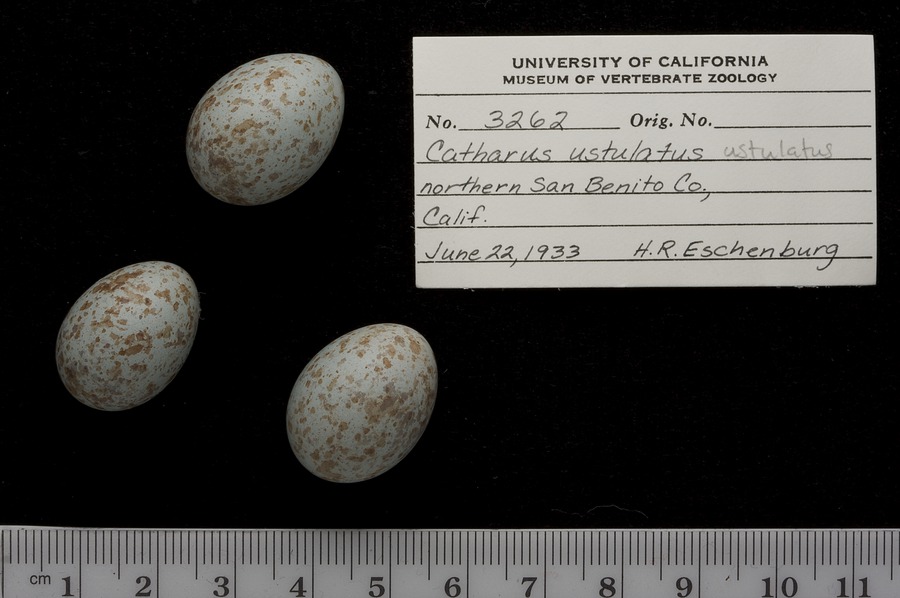 UNIVERSITY OF CALIFORNIA
MUSEUM OF VERTEBRATE ZOOLOGY
No. 3262 Orig. No.
Catharus ustulatus ustulatus
northern San Benito Co.,
Calif.
June 22, 1933 H.R. Eschenburg
cm 1 2 3 4 5 6 7 8 9 10 11